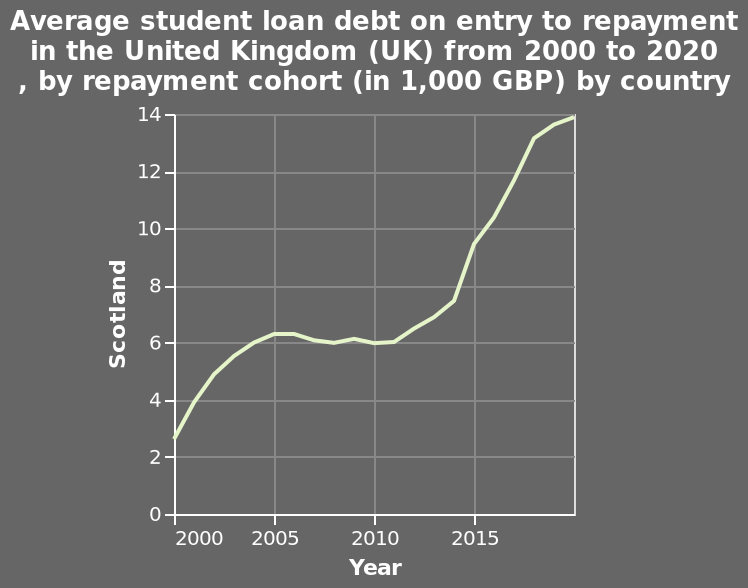 Average student loan debt on entry to repayment
in the United Kingdom (UK) from 2000 to 2020
, by repayment cohort (in 1,000 GBP) by country
14
12
10
8
6
4
2
0
Scotland
2000 2005 2010 2015
Year